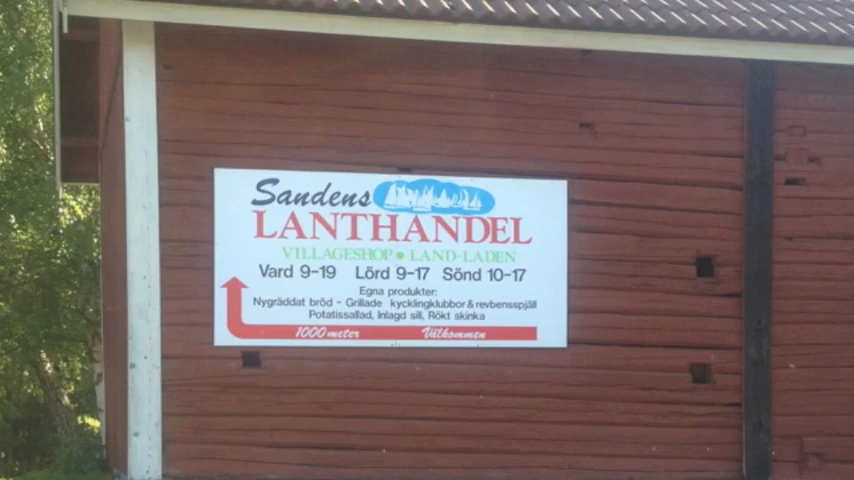 Sandens
LANTHANDEL
VILLAGESHOP • LAND-LADEN
Vard 9-19 Lörd 9-17 Sönd 10-17
Egna produkter:
Nygräddat bröd - Grillade kycklingklubbor & revbensspjäll
Potatissallad, Inlagd sill, Rökt skinka
1000 meter Välkommen